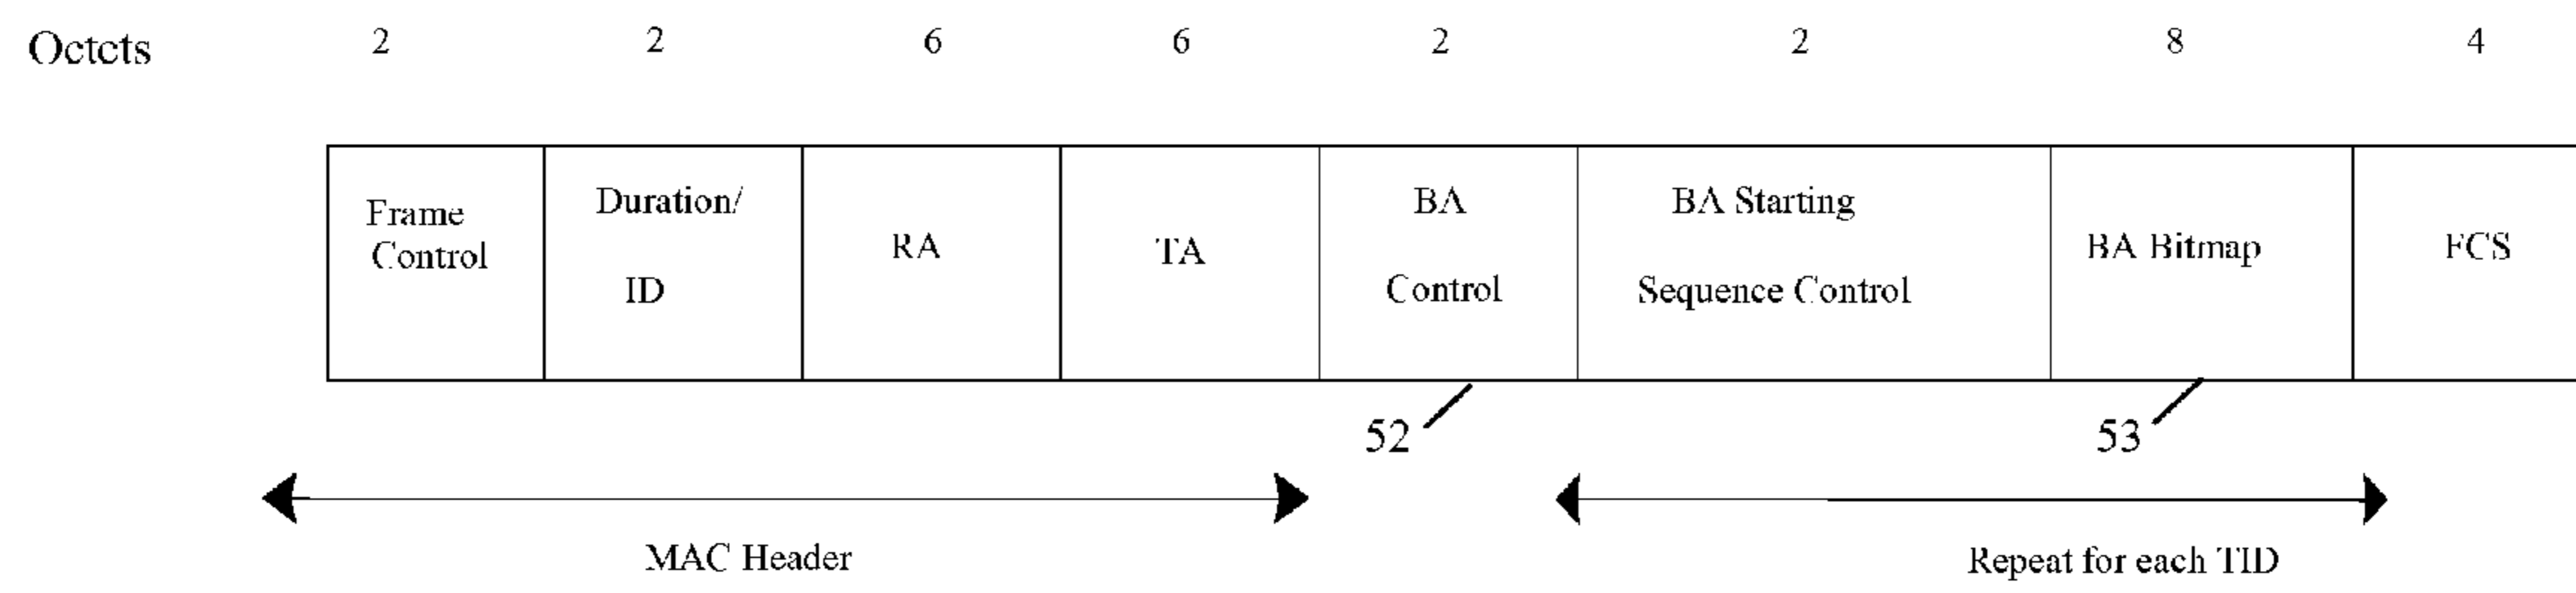 Octets 2 2 6 6 2 2 8 4
Frame
Control
Duration/
ID
RA
TA
BA
Control
BA Starting
Sequence Control
BA Bitmap
FCS
52
53
MAC Header
Repeat for each TID